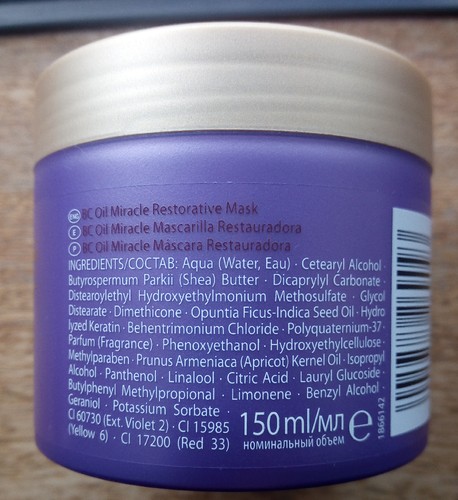 ENG BC Oil Miracle Restorative Mask
E BC Oil Miracle Mascarilla Restauradora
P BC Oil Miracle Máscara Restauradora
INGREDIENTS/СОСТАВ: Aqua (Water, Eau) · Cetearyl Alcohol ·
Butyrospermum Parkii (Shea) Butter · Dicaprylyl Carbonate ·
Distearoylethyl Hydroxyethylmonium Methosulfate · Glycol
Distearate · Dimethicone · Opuntia Ficus-Indica Seed Oil · Hydro
lyzed Keratin · Behentrimonium Chloride · Polyquaternium-37 ·
Parfum (Fragrance) · Phenoxyethanol · Hydroxyethylcellulose ·
Methylparaben · Prunus Armeniaca (Apricot) Kernel Oil · Isopropyl
Alcohol · Panthenol · Linalool · Citric Acid · Lauryl Glucoside ·
Butylphenyl Methylpropional · Limonene · Benzyl Alcohol ·
Geraniol · Potassium Sorbate ·
CI 60730 (Ext. Violet 2) · CI 15985
(Yellow 6) · CI 17200 (Red 33)
150 ml/мл e
номинальный объем
1866142